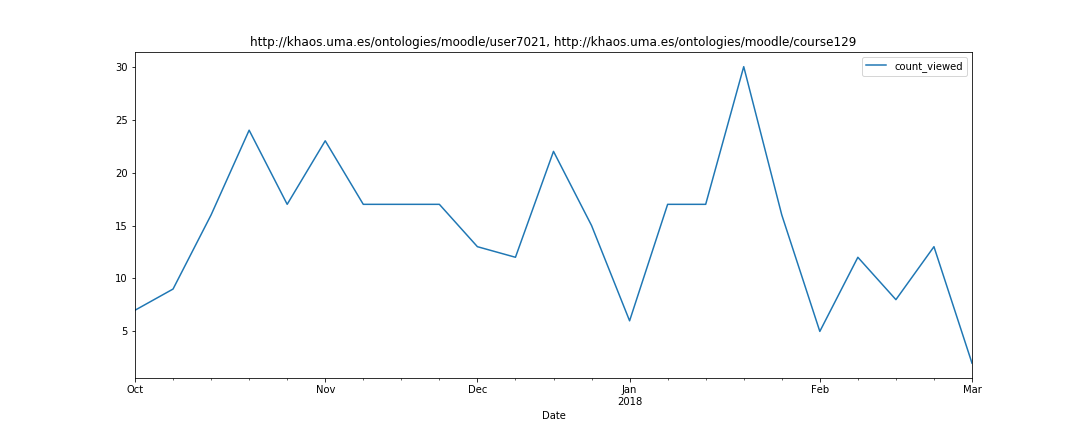 http://khaos.uma.es/ontologies/moodle/user7021, http://khaos.uma.es/ontologies/moodle/course129
count_viewed
30
25
20
15
10
5
Oct Nov Dec Jan Feb Mar
2018
Date